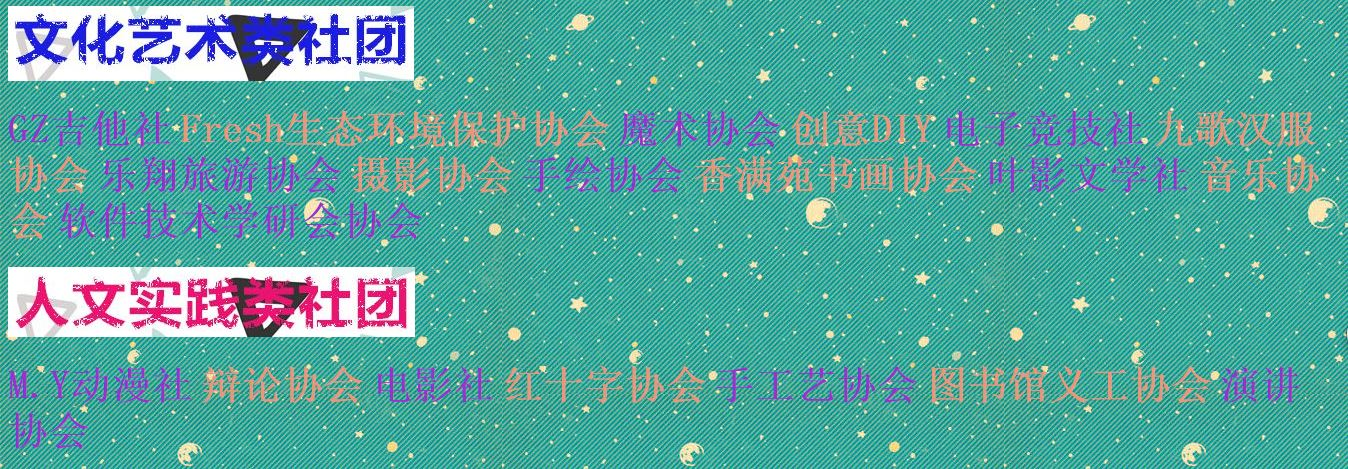 文化艺术类社团
GZ吉他社 Fresh生态环境保护协会 魔术协会 创意DIY 电子竞技社 九歌汉服
协会 乐翔旅游协会 摄影协会 手绘协会 香满苑书画协会 叶影文学社 音乐协
会 软件技术学研会协会
人文实践类社团
M.Y动漫社 辩论协会 电影社 红十字协会 手工艺协会 图书馆义工协会 演讲
协会